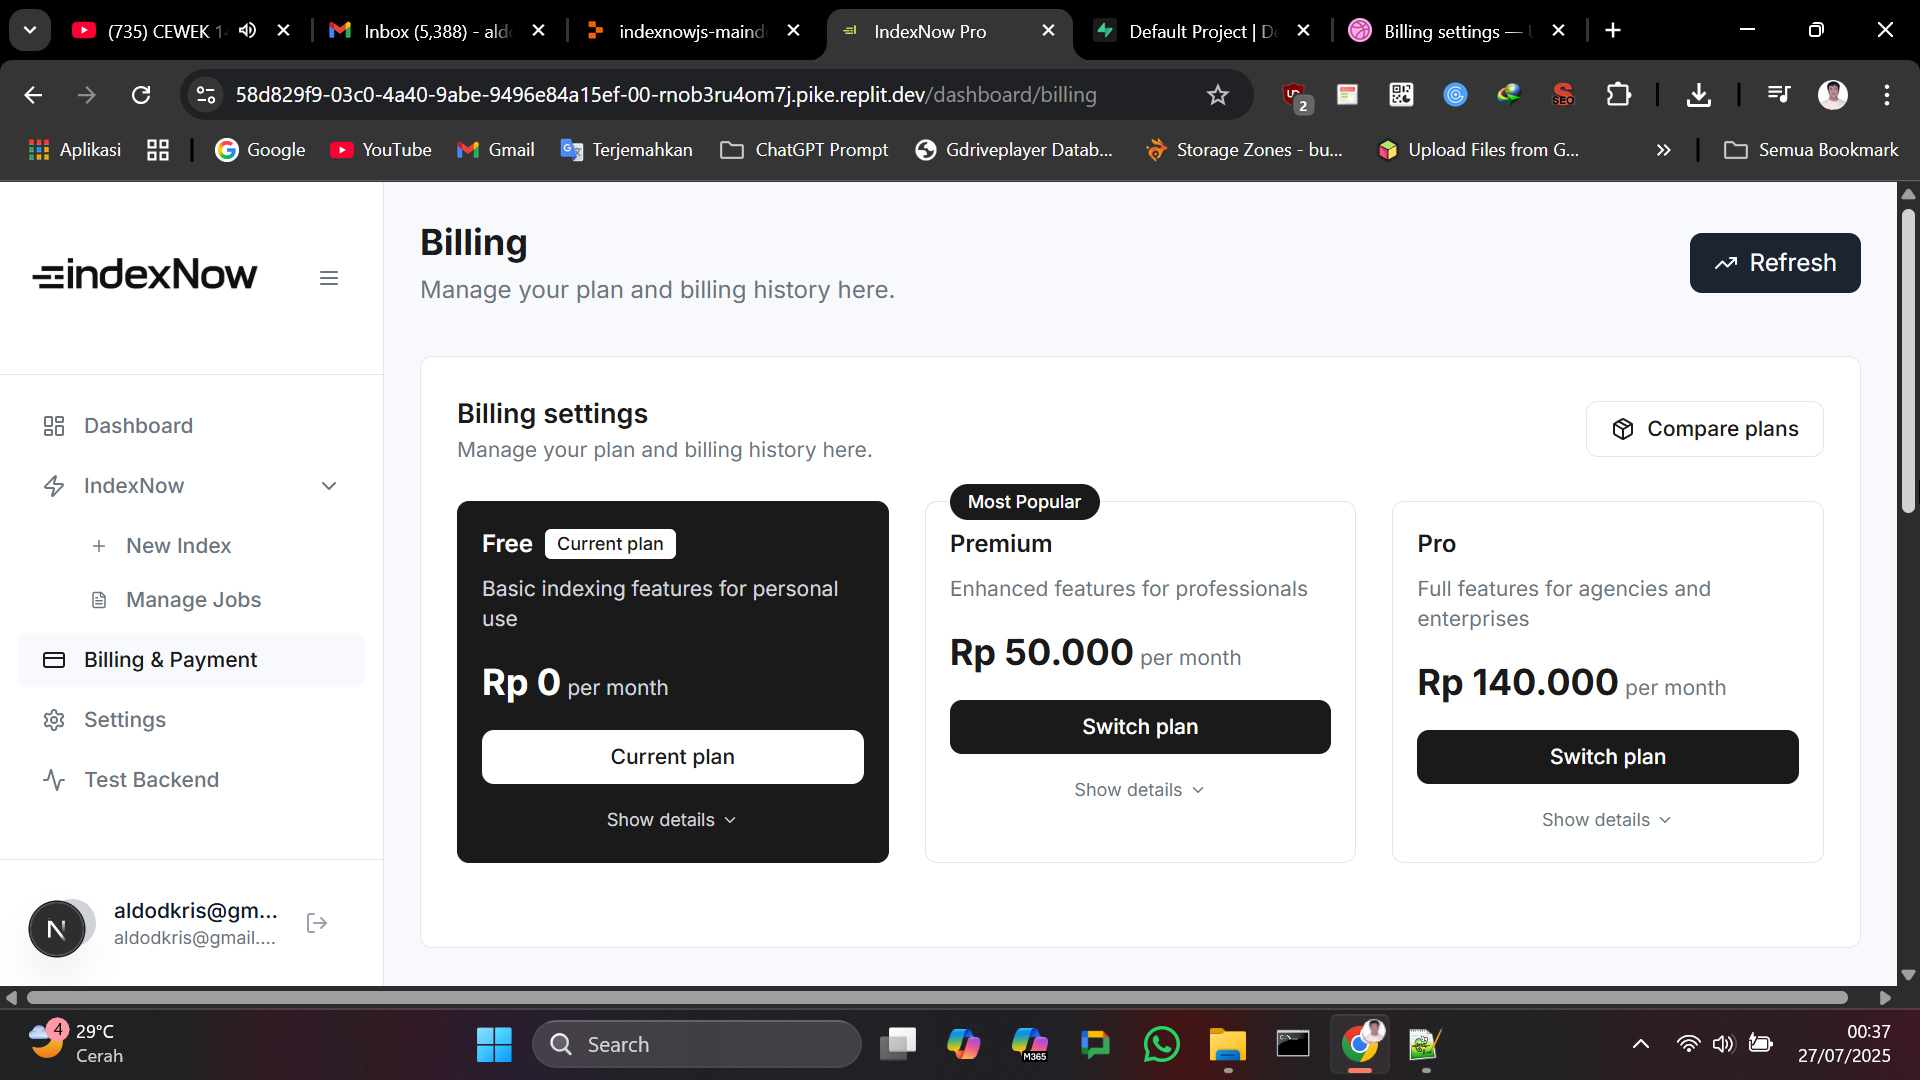 (735) CEWEK 1
Inbox (5,388) - aldo
indexnowjs-maind
IndexNow Pro
Default Project | D
Billing settings —
58d829f9-03c0-4a40-9abe-9496e84a15ef-00-rnob3ru4om7j.pike.replit.dev/dashboard/billing
2
SEO
Aplikasi
Google
YouTube
Gmail
Terjemahkan
ChatGPT Prompt
Gdriveplayer Datab...
Storage Zones - bu...
Upload Files from G...
Semua Bookmark
indexNow
Dashboard
IndexNow
New Index
Manage Jobs
Billing & Payment
Settings
Test Backend
N
aldodkris@gm...
aldodkris@gmail....
Billing
Manage your plan and billing history here.
Refresh
Billing settings
Manage your plan and billing history here.
Compare plans
Free
Current plan
Basic indexing features for personal
use
Rp 0 per month
Current plan
Show details
Most Popular
Premium
Enhanced features for professionals
Rp 50.000 per month
Switch plan
Show details
Pro
Full features for agencies and
enterprises
Rp 140.000 per month
Switch plan
Show details
4
29°C
Cerah
Search
M365
00:37
27/07/2025